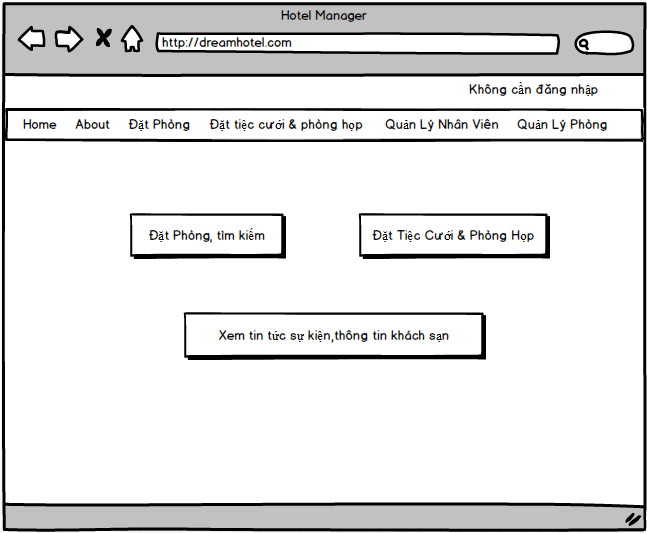 Hotel Manager
http://dreamhotel.com
Không cần đăng nhập
Home About Đặt Phòng Đặt tiệc cưới & phòng họp Quản Lý Nhân Viên Quản Lý Phòng
Đặt Phòng, tìm kiếm Đặt Tiệc Cưới & Phòng Họp
Xem tin tức sự kiện,thông tin khách sạn